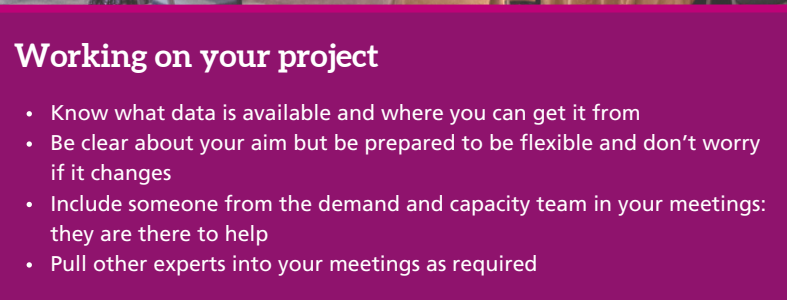 Working on your project
• Know what data is available and where you can get it from
• Be clear about your aim but be prepared to be flexible and don’t worry
if it changes
• Include someone from the demand and capacity team in your meetings:
they are there to help
• Pull other experts into your meetings as required